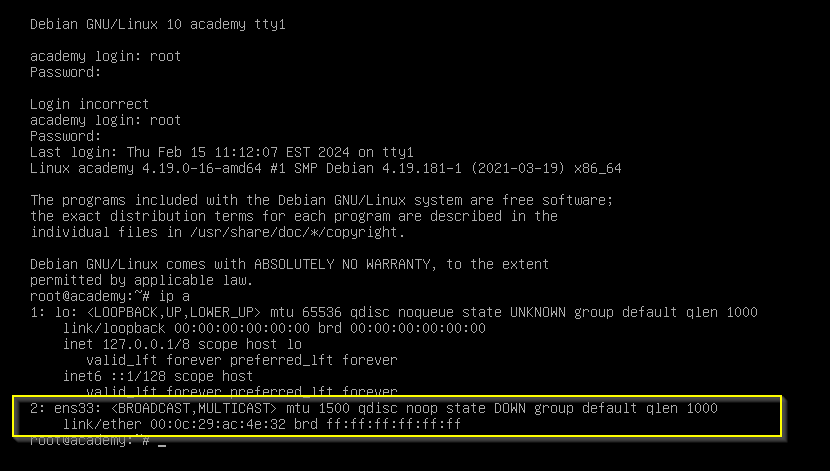 Debian GNU/Linux 10 academy tty1
academy login: root
Password:
Login incorrect
academy login: root
Password:
Last login: Thu Feb 15 11:12:07 EST 2024 on tty1
Linux academy 4.19.0-16-amd64 #1 SMP Debian 4.19.181-1 (2021-03-19) x86_64
The programs included with the Debian GNU/Linux system are free software;
the exact distribution terms for each program are described in the
individual files in /usr/share/doc/*/copyright.
Debian GNU/Linux comes with ABSOLUTELY NO WARRANTY, to the extent
permitted by applicable law.
root@academy:~# ip a
1: lo: <LOOPBACK,UP,LOWER_UP> mtu 65536 qdisc noqueue state UNKNOWN group default qlen 1000
link/loopback 00:00:00:00:00:00 brd 00:00:00:00:00:00
inet 127.0.0.1/8 scope host lo
valid_lft forever preferred_lft forever
inet6 ::1/128 scope host
valid_lft forever preferred_lft forever
2: ens33: <BROADCAST,MULTICAST> mtu 1500 qdisc noop state DOWN group default qlen 1000
link/ether 00:0c:29:ac:4e:32 brd ff:ff:ff:ff:ff:ff
root@academy:~# _